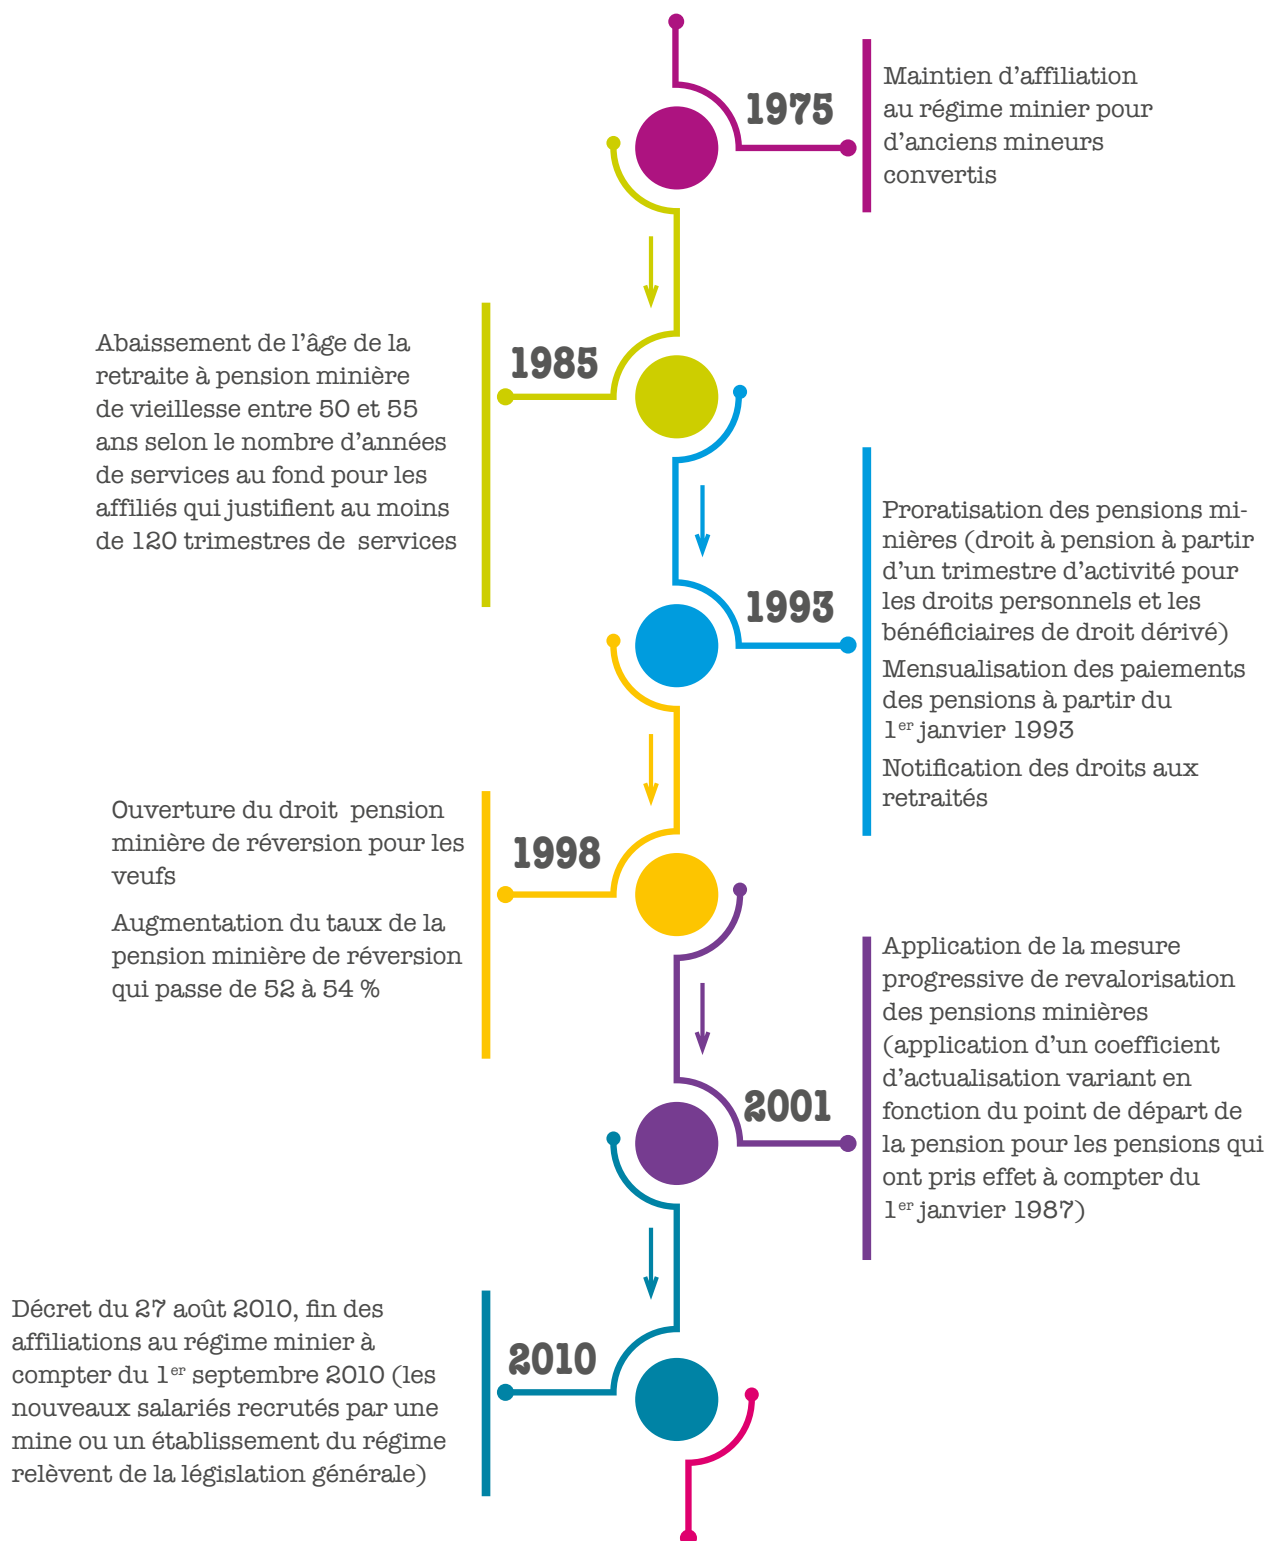 1975
Maintien d’affiliation
au régime minier pour
d’anciens mineurs
convertis
1985
Abaissement de l’âge de la
retraite à pension minière
de vieillesse entre 50 et 55
ans selon le nombre d’années
de services au fond pour les
affiliés qui justifient au moins
de 120 trimestres de services
1993
Proratisation des pensions mi-
nières (droit à pension à partir
d’un trimestre d’activité pour
les droits personnels et les
bénéficiaires de droit dérivé)
Mensualisation des paiements
des pensions à partir du
1er janvier 1993
Notification des droits aux
retraités
1998
Ouverture du droit pension
minière de réversion pour les
veufs
Augmentation du taux de la
pension minière de réversion
qui passe de 52 à 54 %
2001
Application de la mesure
progressive de revalorisation
des pensions minières
(application d’un coefficient
d’actualisation variant en
fonction du point de départ de
la pension pour les pensions qui
ont pris effet à compter du
1er janvier 1987)
2010
Décret du 27 août 2010, fin des
affiliations au régime minier à
compter du 1er septembre 2010 (les
nouveaux salariés recrutés par une
mine ou un établissement du régime
relèvent de la législation générale)